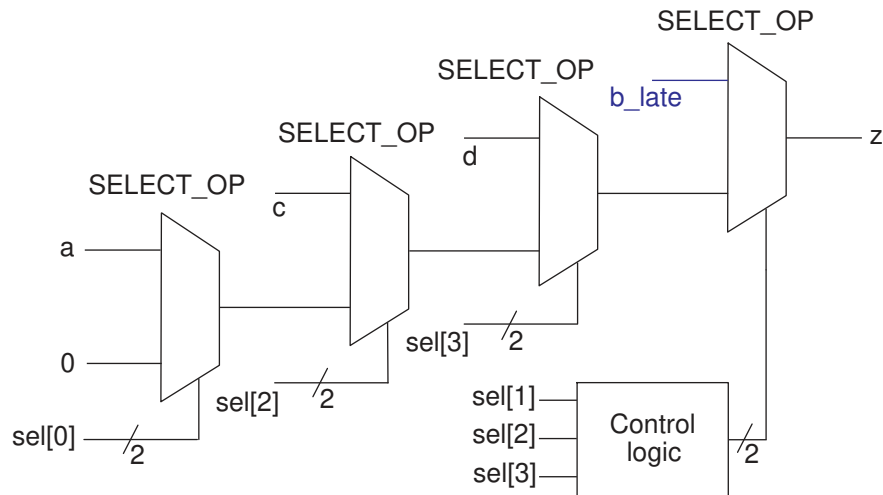 SELECT_OP
SELECT_OP
b_late
SELECT_OP
d
z
SELECT_OP
c
a
sel[3]
2
0
sel[2]
2
sel[1]
sel[0]
2
sel[2]
Control
logic
2
sel[3]